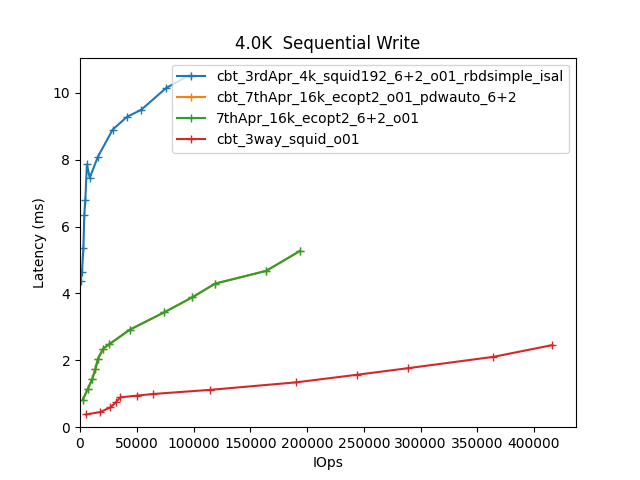 4.0K  Sequential Write
cbt_3rdApr_4k_squid192_6+2_o01_rbdsimple_isal
cbt_7thApr_16k_ecopt2_o01_pdwauto_6+2
7thApr_16k_ecopt2_6+2_o01
cbt_3way_squid_o01
10
8
6
4
2
0
Latency (ms)
0 50000 100000 150000 200000 250000 300000 350000 400000
IOps